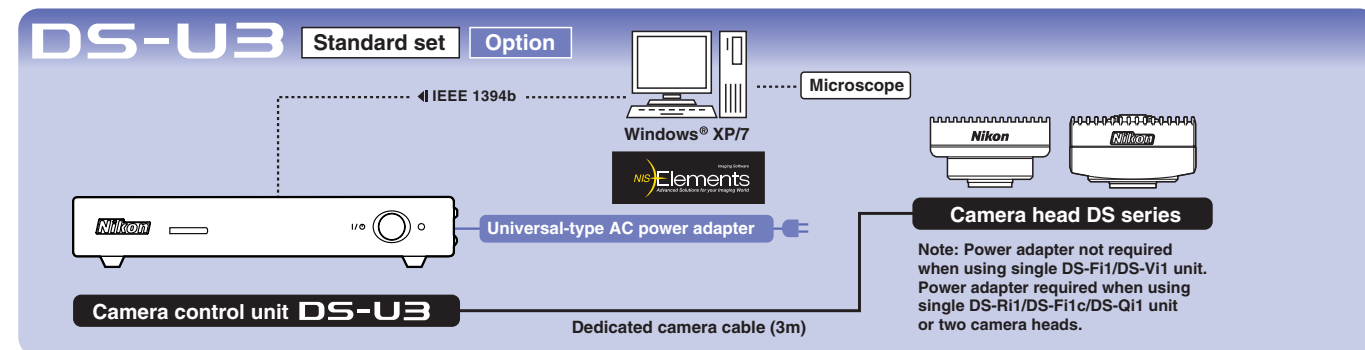 DS-U3 Standard set Option
IEEE 1394b
Microscope
Windows® XP/7
Nikon
Nikon
Imaging Software
NIS Elements
Advanced Solutions for your Imaging World
Nikon
I/⏻
Universal-type AC power adapter
Camera head DS series
Note: Power adapter not required
when using single DS-Fi1/DS-Vi1 unit.
Power adapter required when using
single DS-Ri1/DS-Fi1c/DS-Qi1 unit
or two camera heads.
Camera control unit DS-U3
Dedicated camera cable (3m)